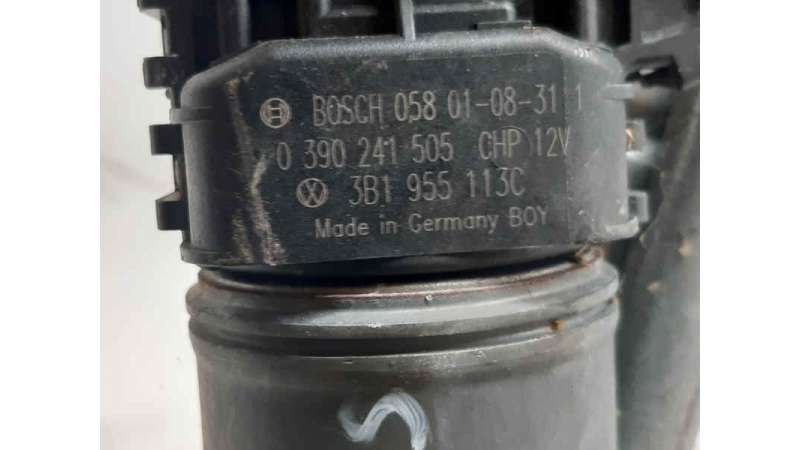 BOSCH 058 01-08-31 1
0 390 241 505 CHP 12V
3B1 955 113C
Made in Germany BOY